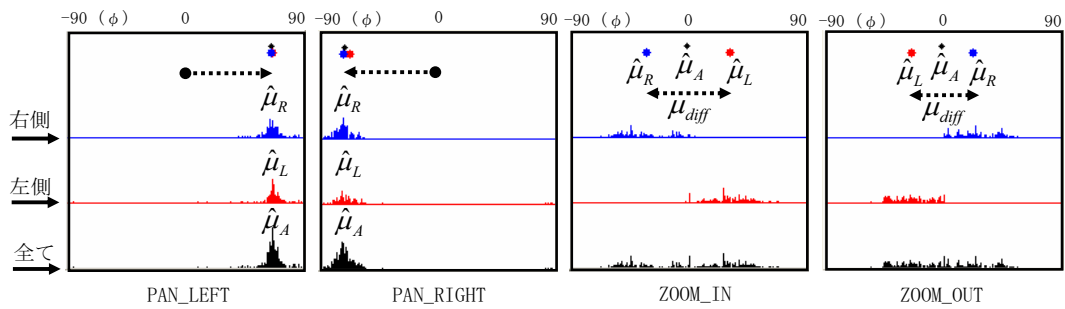 -90 (φ) 0 90 -90 (φ) 0 -90 (φ) 0 90 -90 (φ) 0 90
μ̂_R μ̂_A μ̂_L μ̂_L μ̂_A μ̂_R
右側 μ̂_R μ̂_R μ_diff μ_diff
左側 μ̂_L μ̂_L
全て μ̂_A μ̂_A
PAN_LEFT PAN_RIGHT ZOOM_IN ZOOM_OUT